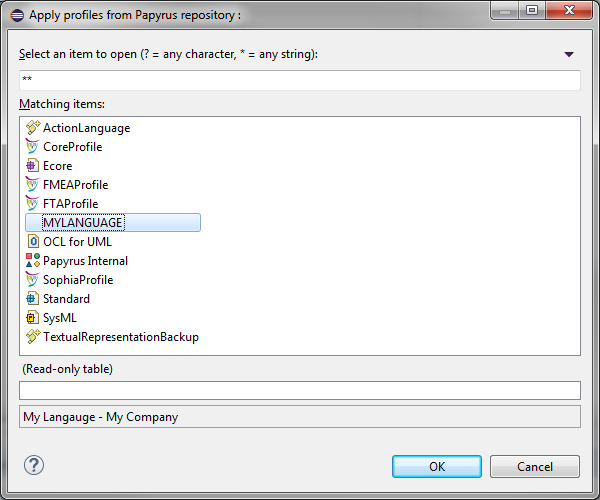 Apply profiles from Papyrus repository :
Select an item to open (? = any character, * = any string):
**
Matching items:
ActionLanguage
CoreProfile
Ecore
FMEAProfile
FTAProfile
MYLANGUAGE
OCL for UML
Papyrus Internal
SophiaProfile
Standard
SysML
TextualRepresentationBackup
(Read-only table)
My Langauge - My Company
?
OK Cancel